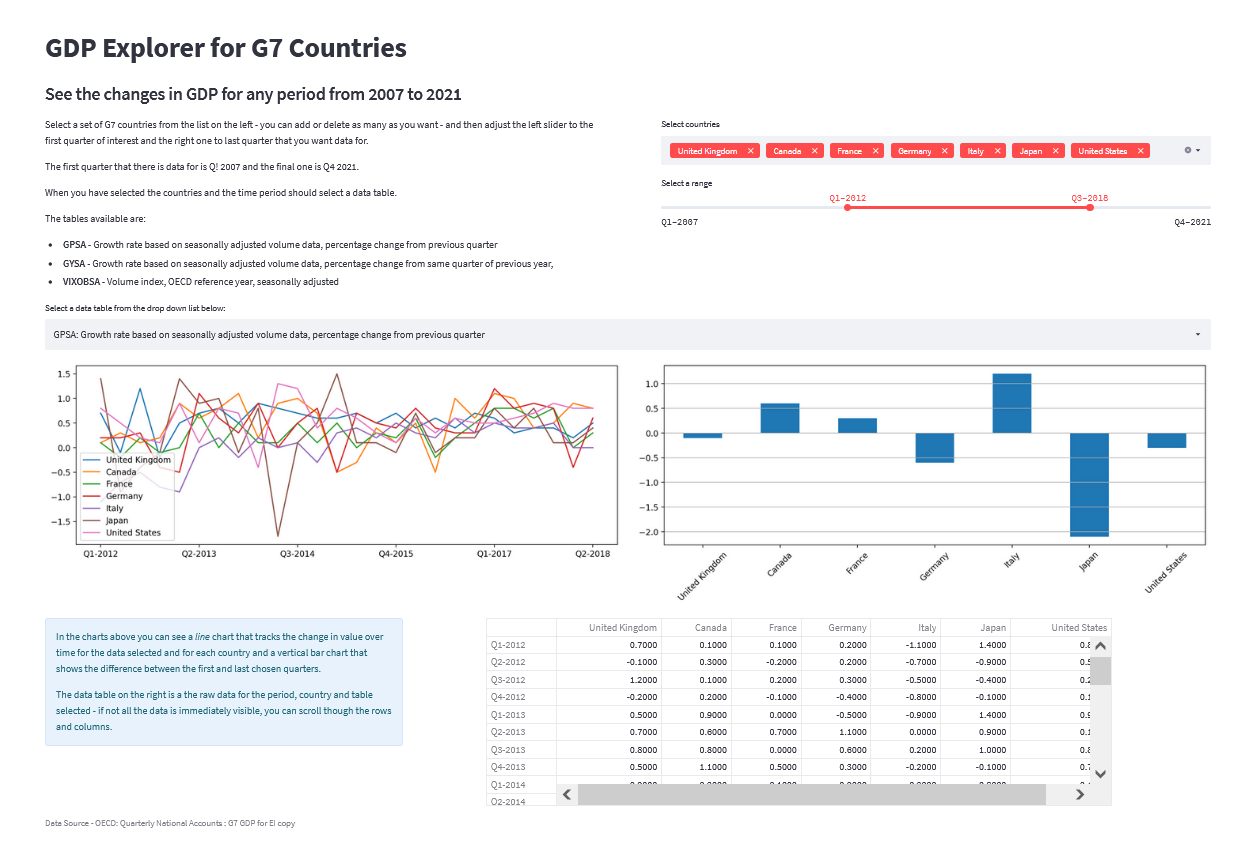 GDP Explorer for G7 Countries
See the changes in GDP for any period from 2007 to 2021
Select a set of G7 countries from the list on the left - you can add or delete as many as you want - and then adjust the left slider to the
first quarter of interest and the right one to last quarter that you want data for.
The first quarter that there is data for is Q! 2007 and the final one is Q4 2021.
When you have selected the countries and the time period should select a data table.
The tables available are:
• GPSA - Growth rate based on seasonally adjusted volume data, percentage change from previous quarter
• GYSA - Growth rate based on seasonally adjusted volume data, percentage change from same quarter of previous year,
• VIXOBSA - Volume index, OECD reference year, seasonally adjusted
Select countries
United Kingdom × Canada × France × Germany × Italy × Japan × United States ×
Select a range
Q1-2012 Q3-2018
Q1-2007 Q4-2021
Select a data table from the drop down list below:
GPSA: Growth rate based on seasonally adjusted volume data, percentage change from previous quarter
1.5
1.0
0.5
0.0
−0.5
−1.0
−1.5
United Kingdom
Canada
France
Germany
Italy
Japan
United States
Q1-2012 Q2-2013 Q3-2014 Q4-2015 Q1-2017 Q2-2018
1.0
0.5
0.0
−0.5
−1.0
−1.5
−2.0
United Kingdom Canada France Germany Italy Japan United States
In the charts above you can see a line chart that tracks the change in value over
time for the data selected and for each country and a vertical bar chart that
shows the difference between the first and last chosen quarters.
The data table on the right is a the raw data for the period, country and table
selected - if not all the data is immediately visible, you can scroll though the rows
and columns.
United Kingdom Canada France Germany Italy Japan United States
Q1-2012 0.7000 0.1000 0.1000 0.2000 -1.1000 1.4000
Q2-2012 -0.1000 0.3000 -0.2000 0.2000 -0.7000 -0.9000
Q3-2012 1.2000 0.1000 0.2000 0.3000 -0.5000 -0.4000
Q4-2012 -0.2000 0.2000 -0.1000 -0.4000 -0.8000 -0.1000
Q1-2013 0.5000 0.9000 0.0000 -0.5000 -0.9000 1.4000
Q2-2013 0.7000 0.6000 0.7000 1.1000 0.0000 0.9000
Q3-2013 0.8000 0.8000 0.0000 0.6000 0.2000 1.0000
Q4-2013 0.5000 1.1000 0.5000 0.3000 -0.2000 -0.1000
Q1-2014
Q2-2014
Data Source - OECD: Quarterly National Accounts : G7 GDP for EI copy